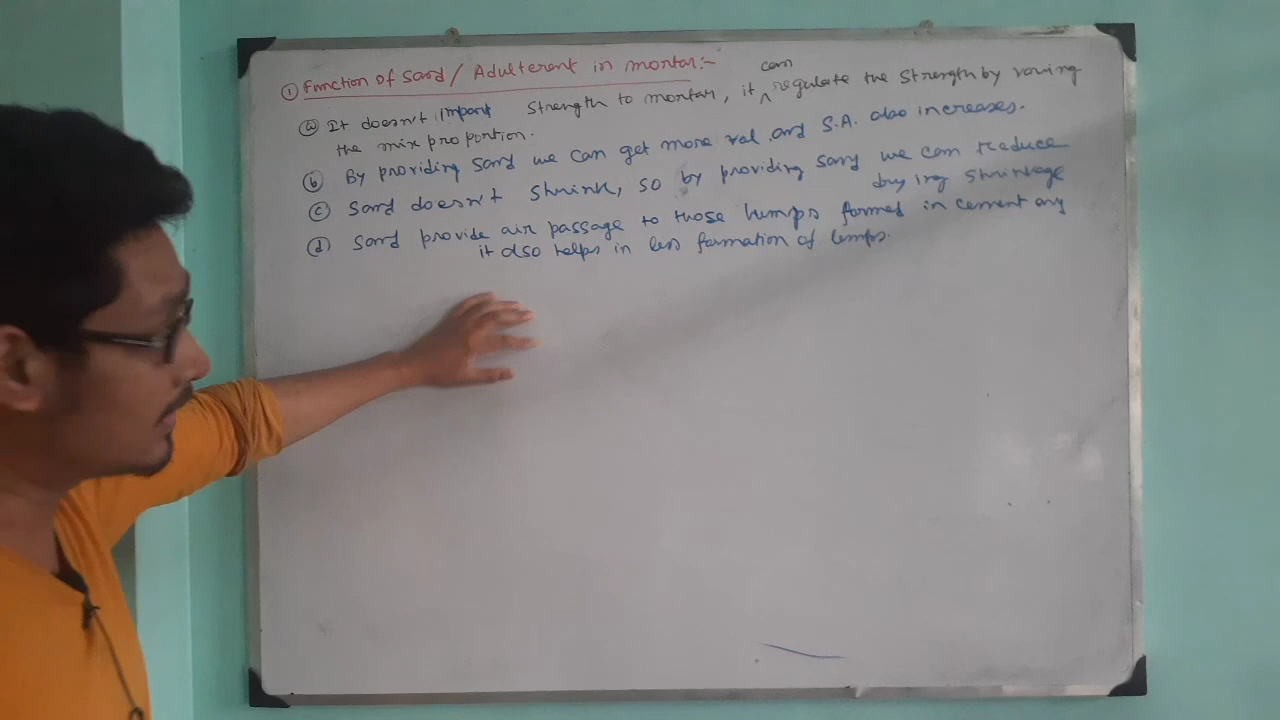 ① Function of Sand / Adulterent in mortar:-
ⓐ It doesn't impart strength to mortar, it can regulate the strength by varing
the mix proportion.
ⓑ By providing sand we can get more vol. and S.A. also increases.
ⓒ Sand doesn't shrink, so by providing sand we can reduce
drying shrinkage
ⓓ Sand provide air passage to those lumps formed in cement and
it also helps in less formation of lumps.